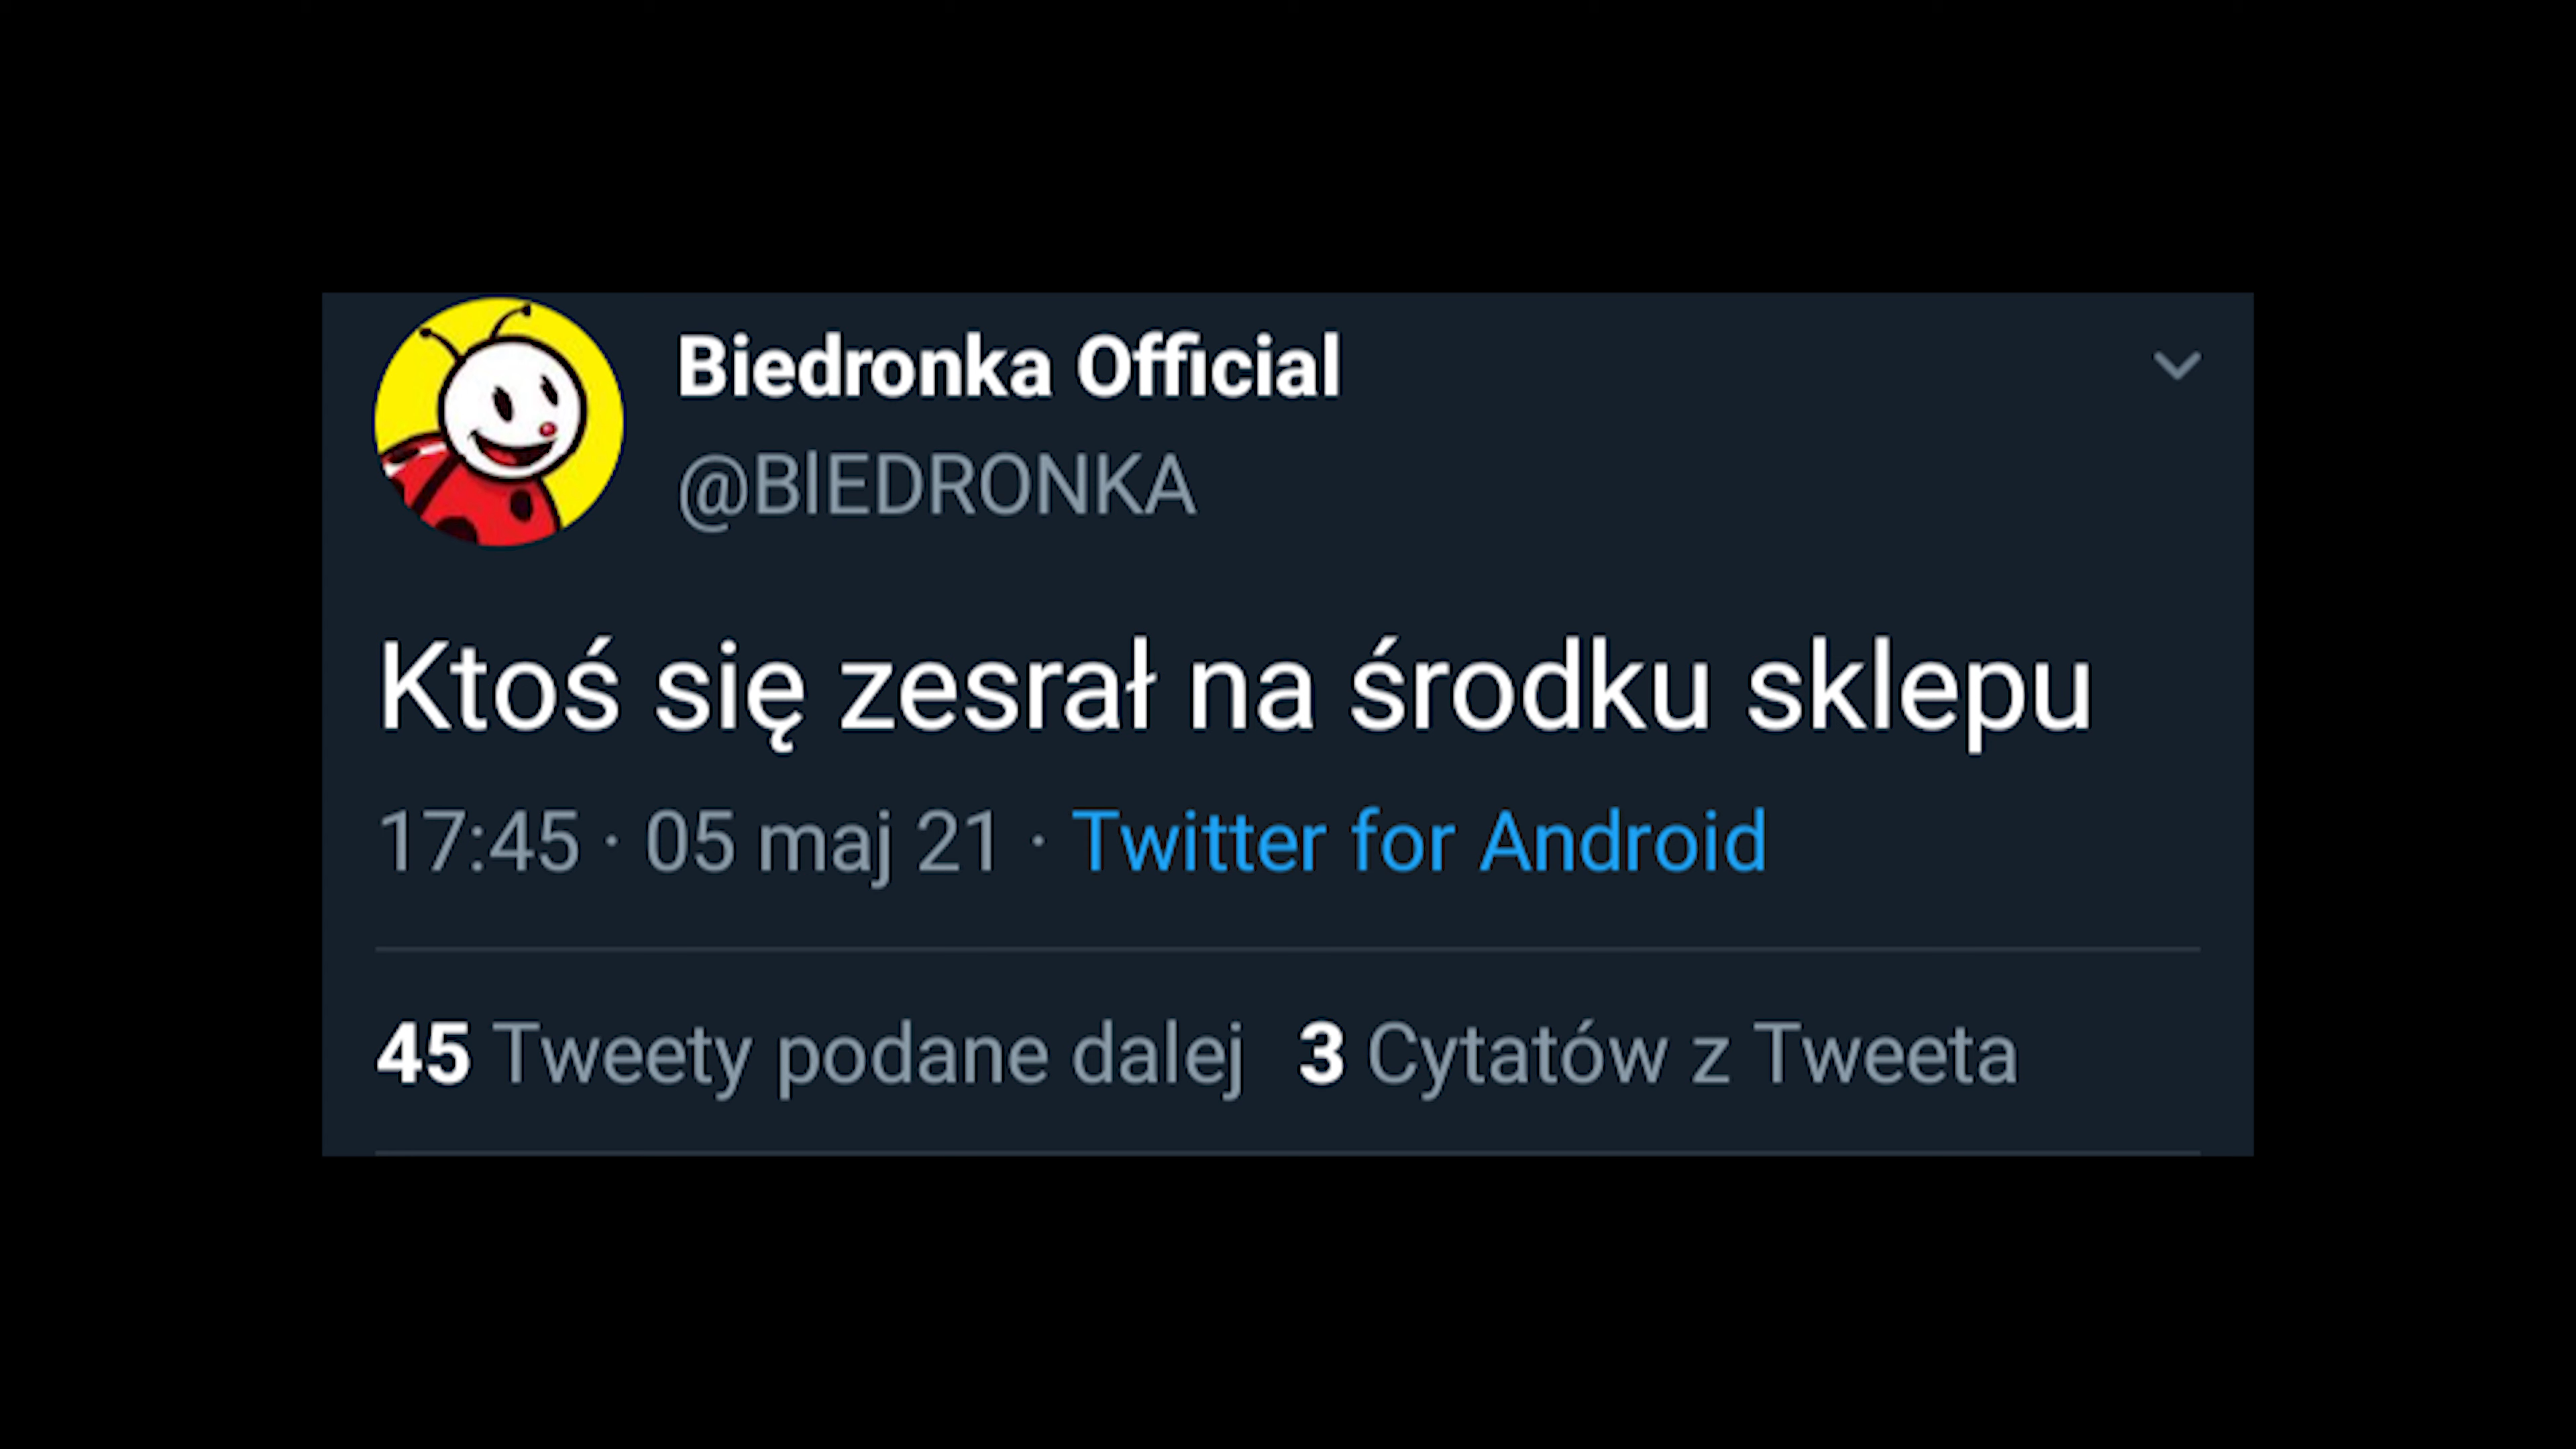 Biedronka Official
@BlEDRONKA
Ktoś się zesrał na środku sklepu
17:45 · 05 maj 21 · Twitter for Android
45 Tweety podane dalej 3 Cytatów z Tweeta